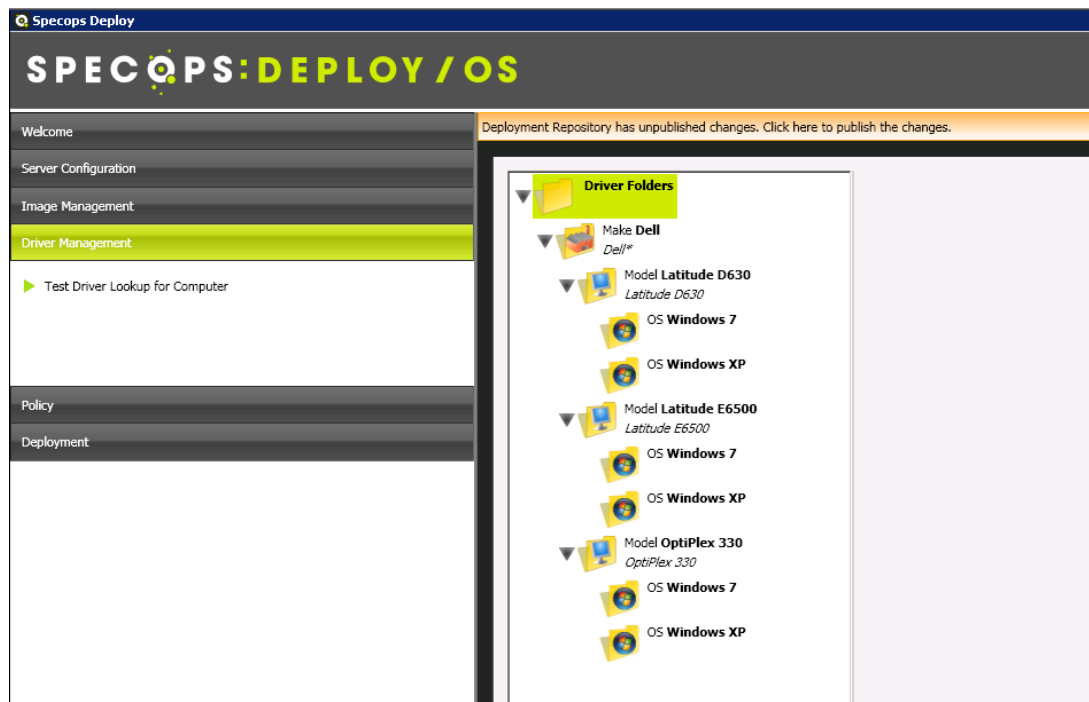 Specops Deploy
SPECOPS:DEPLOY/OS
Welcome
Server Configuration
Image Management
Driver Management
Test Driver Lookup for Computer
Policy
Deployment
Deployment Repository has unpublished changes. Click here to publish the changes.
Driver Folders
Make Dell
Dell*
Model Latitude D630
Latitude D630
OS Windows 7
OS Windows XP
Model Latitude E6500
Latitude E6500
OS Windows 7
OS Windows XP
Model OptiPlex 330
OptiPlex 330
OS Windows 7
OS Windows XP